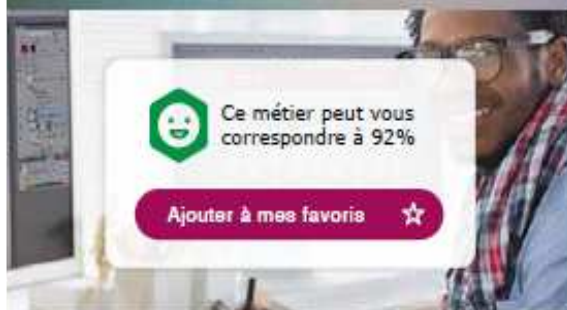 Ce métier peut vous
correspondre à 92%
Ajouter à mes favoris